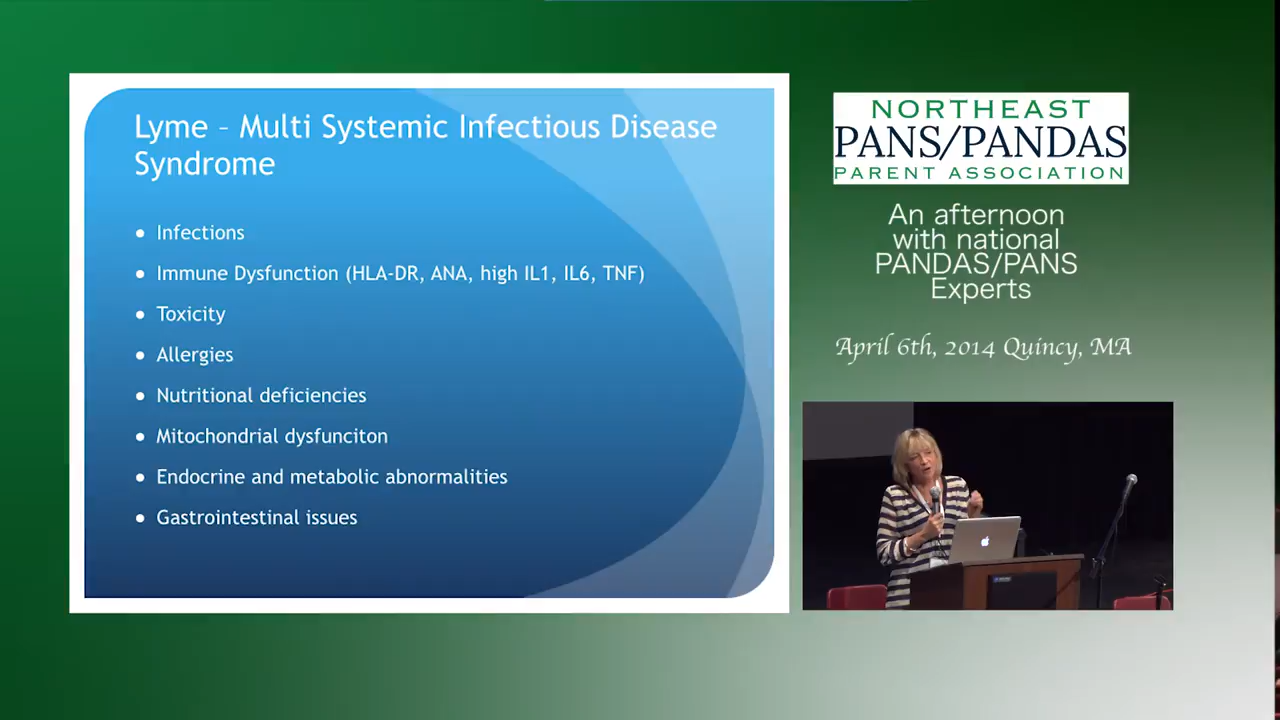 Lyme – Multi Systemic Infectious Disease
Syndrome
● Infections
● Immune Dysfunction (HLA-DR, ANA, high IL1, IL6, TNF)
● Toxicity
● Allergies
● Nutritional deficiencies
● Mitochondrial dysfunciton
● Endocrine and metabolic abnormalities
● Gastrointestinal issues
NORTHEAST
PANS/PANDAS
PARENT ASSOCIATION
An afternoon
with national
PANDAS/PANS
Experts
April 6th, 2014 Quincy, MA